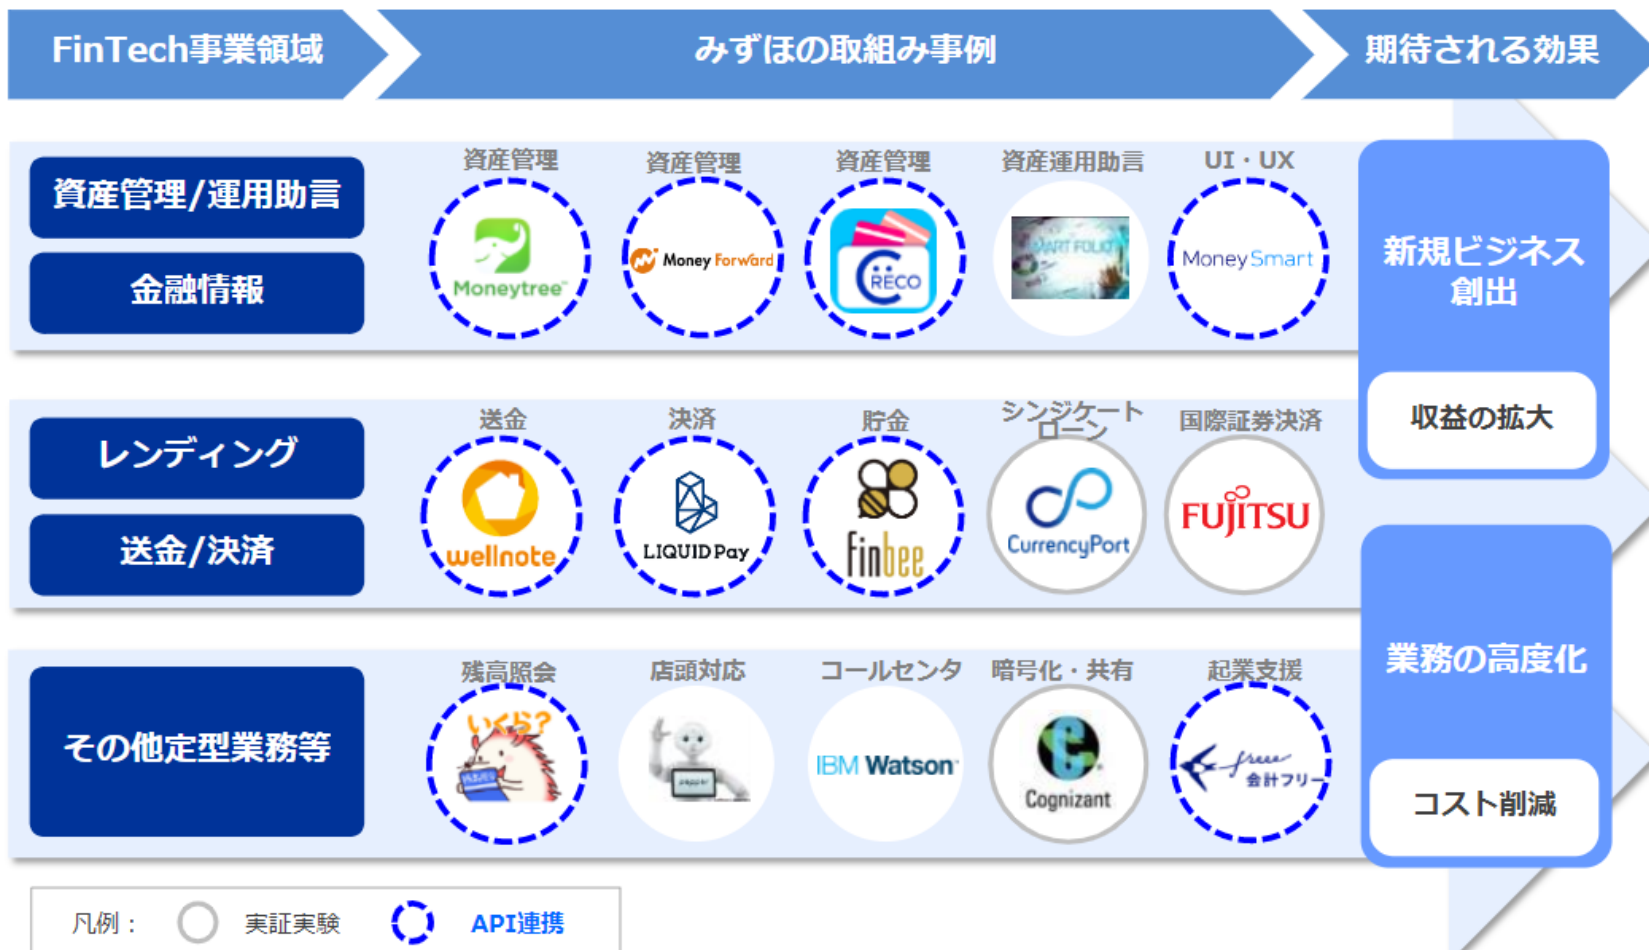 FinTech事業領域
みずほの取組み事例
期待される効果
資産管理/運用助言
金融情報
資産管理
資産管理
資産管理
資産運用助言
UI・UX
Moneytree
Money Forward
RECO
SMART FOLIO
MoneySmart
新規ビジネス
創出
収益の拡大
レンディング
送金/決済
送金
決済
貯金
シンジケート
ローン
国際証券決済
wellnote
LIQUID Pay
finbee
CurrencyPort
FUJITSU
業務の高度化
コスト削減
その他定型業務等
残高照会
店頭対応
コールセンタ
暗号化・共有
起業支援
いくら?
IBM Watson
Cognizant
freee
会計フリー
凡例：
実証実験
API連携